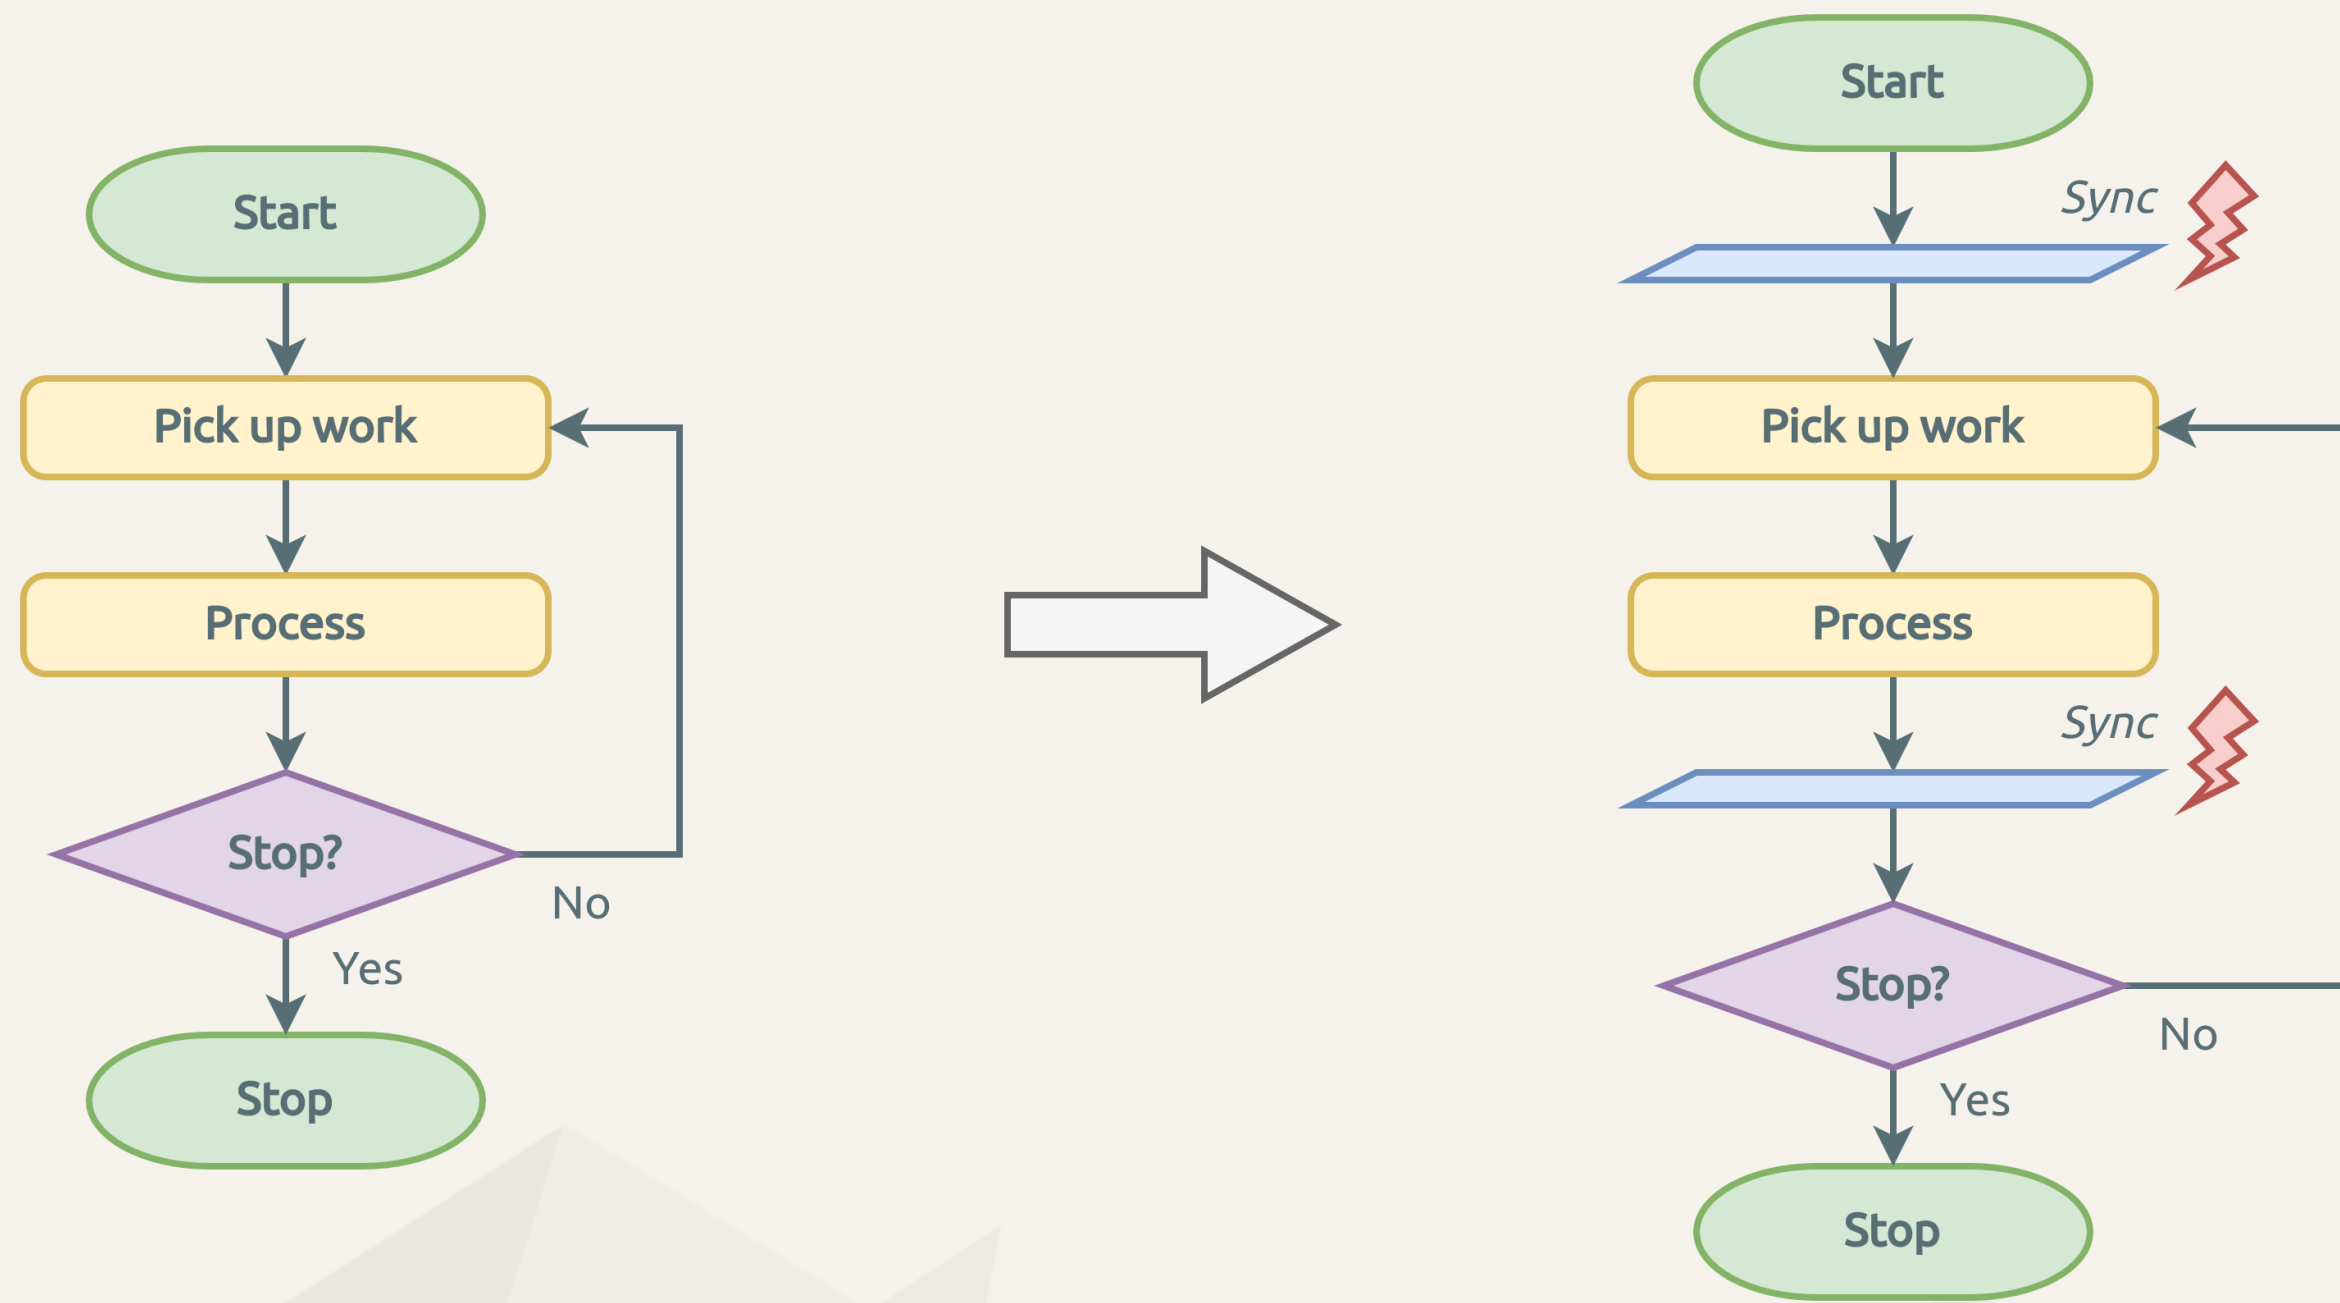 Start
Pick up work
Process
Stop?
No
Yes
Stop
Start
Sync
Pick up work
Process
Sync
Stop?
No
Yes
Stop